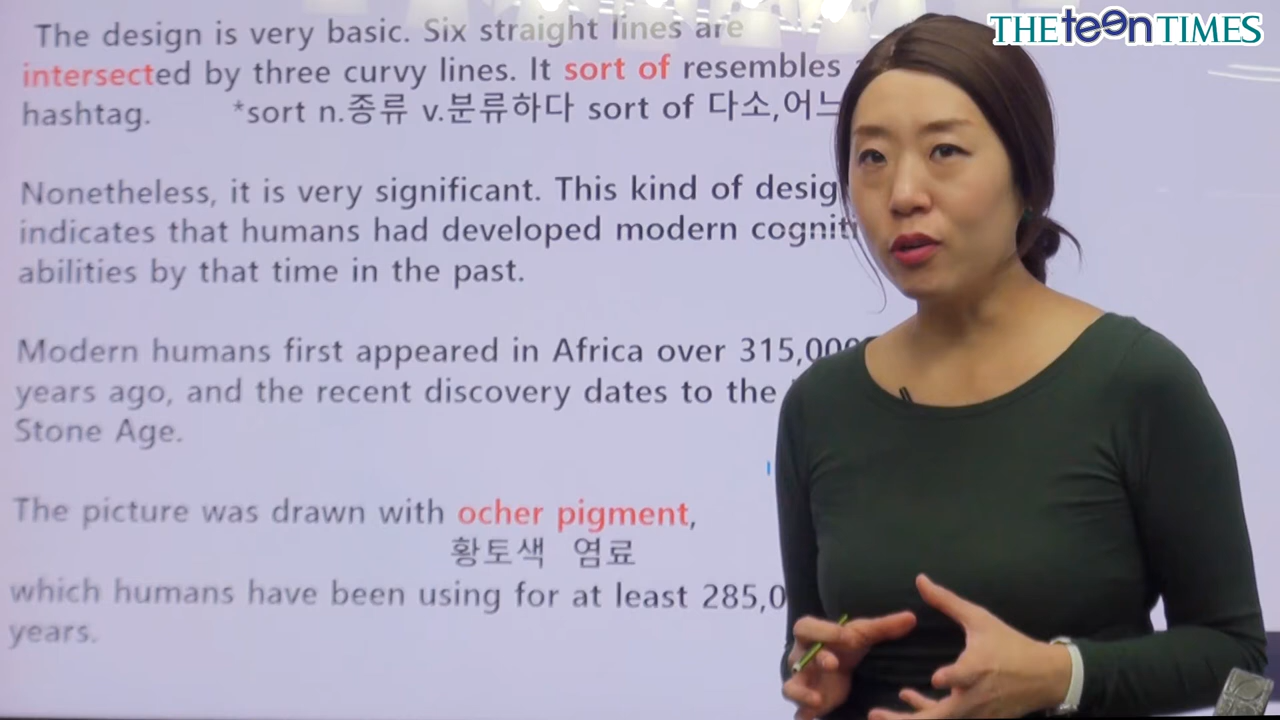 THE teen TIMES
The design is very basic. Six straight lines are
intersected by three curvy lines. It sort of resembles
hashtag. *sort n.종류 v.분류하다 sort of 다소,어느
Nonetheless, it is very significant. This kind of
indicates that humans had developed modern
abilities by that time in the past.
Modern humans first appeared in Africa over 315,000
years ago, and the recent discovery dates to the
Stone Age.
The picture was drawn with ocher pigment,
황토색 염료
which humans have been using for at least
years.